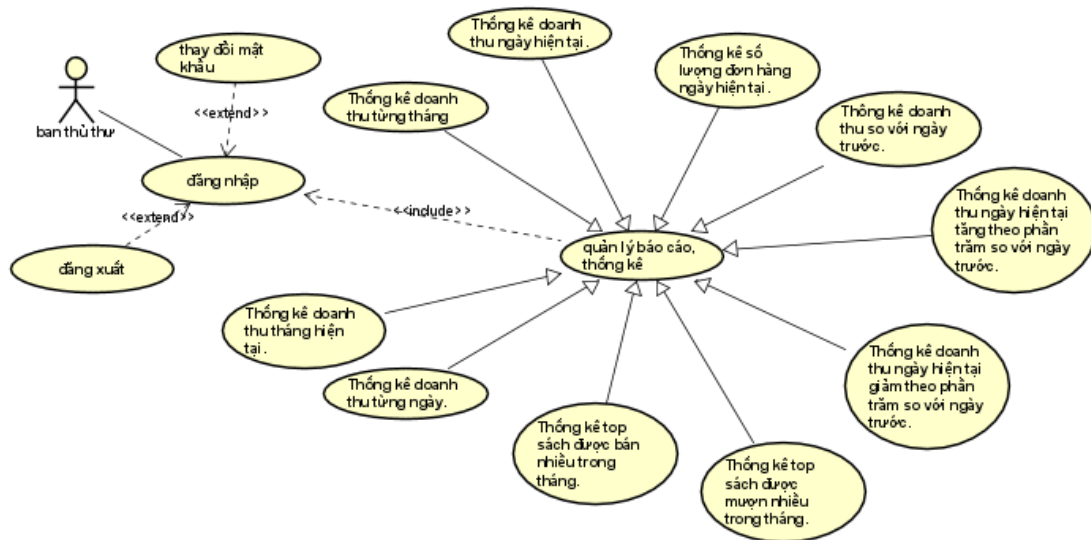 Thống kê doanh
thu ngày hiện tại.
thay đổi mật
khẩu
Thống kê số
lượng đơn hàng
ngày hiện tại.
<<extend>>
Thống kê doanh
thu từng tháng
Thông kê doanh
thu so với ngày
trước.
ban thủ thư
đăng nhập
<<extend>>
<<include>>
Thống kê doanh
thu ngày hiện tại
tăng theo phần
trăm so với ngày
trước.
quản lý báo cáo,
thống kê
đăng xuất
Thống kê doanh
thu tháng hiện
tại.
Thống kê doanh
thu từng ngày.
Thống kê doanh
thu ngày hiện tại
giảm theo phần
trăm so với ngày
trước.
Thống kê top
sách được bán
nhiều trong
tháng.
Thống kê top
sách được
mượn nhiều
trong tháng.